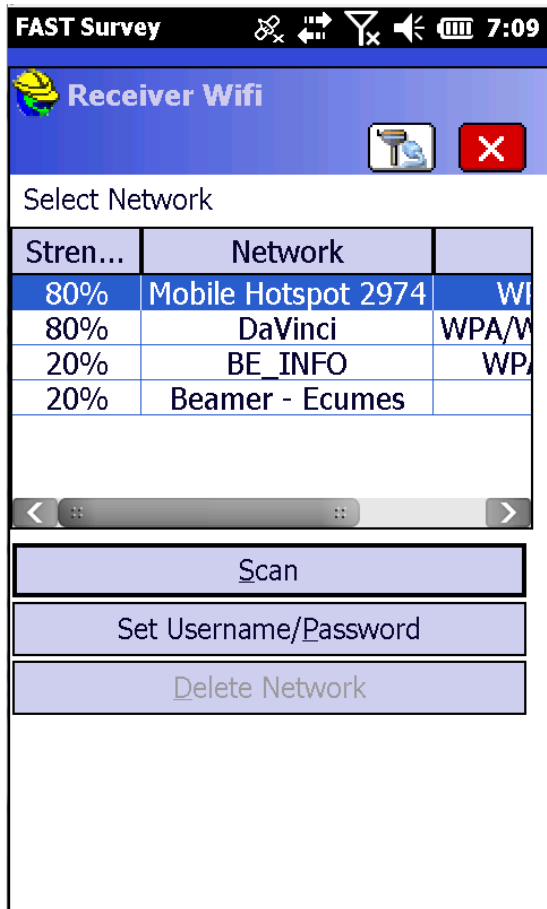 FAST Survey 7:09
Receiver Wifi
Select Network
Stren... Network
80% Mobile Hotspot 2974
80% DaVinci WPA/W
20% BE_INFO WPA
20% Beamer - Ecumes
Scan
Set Username/Password
Delete Network